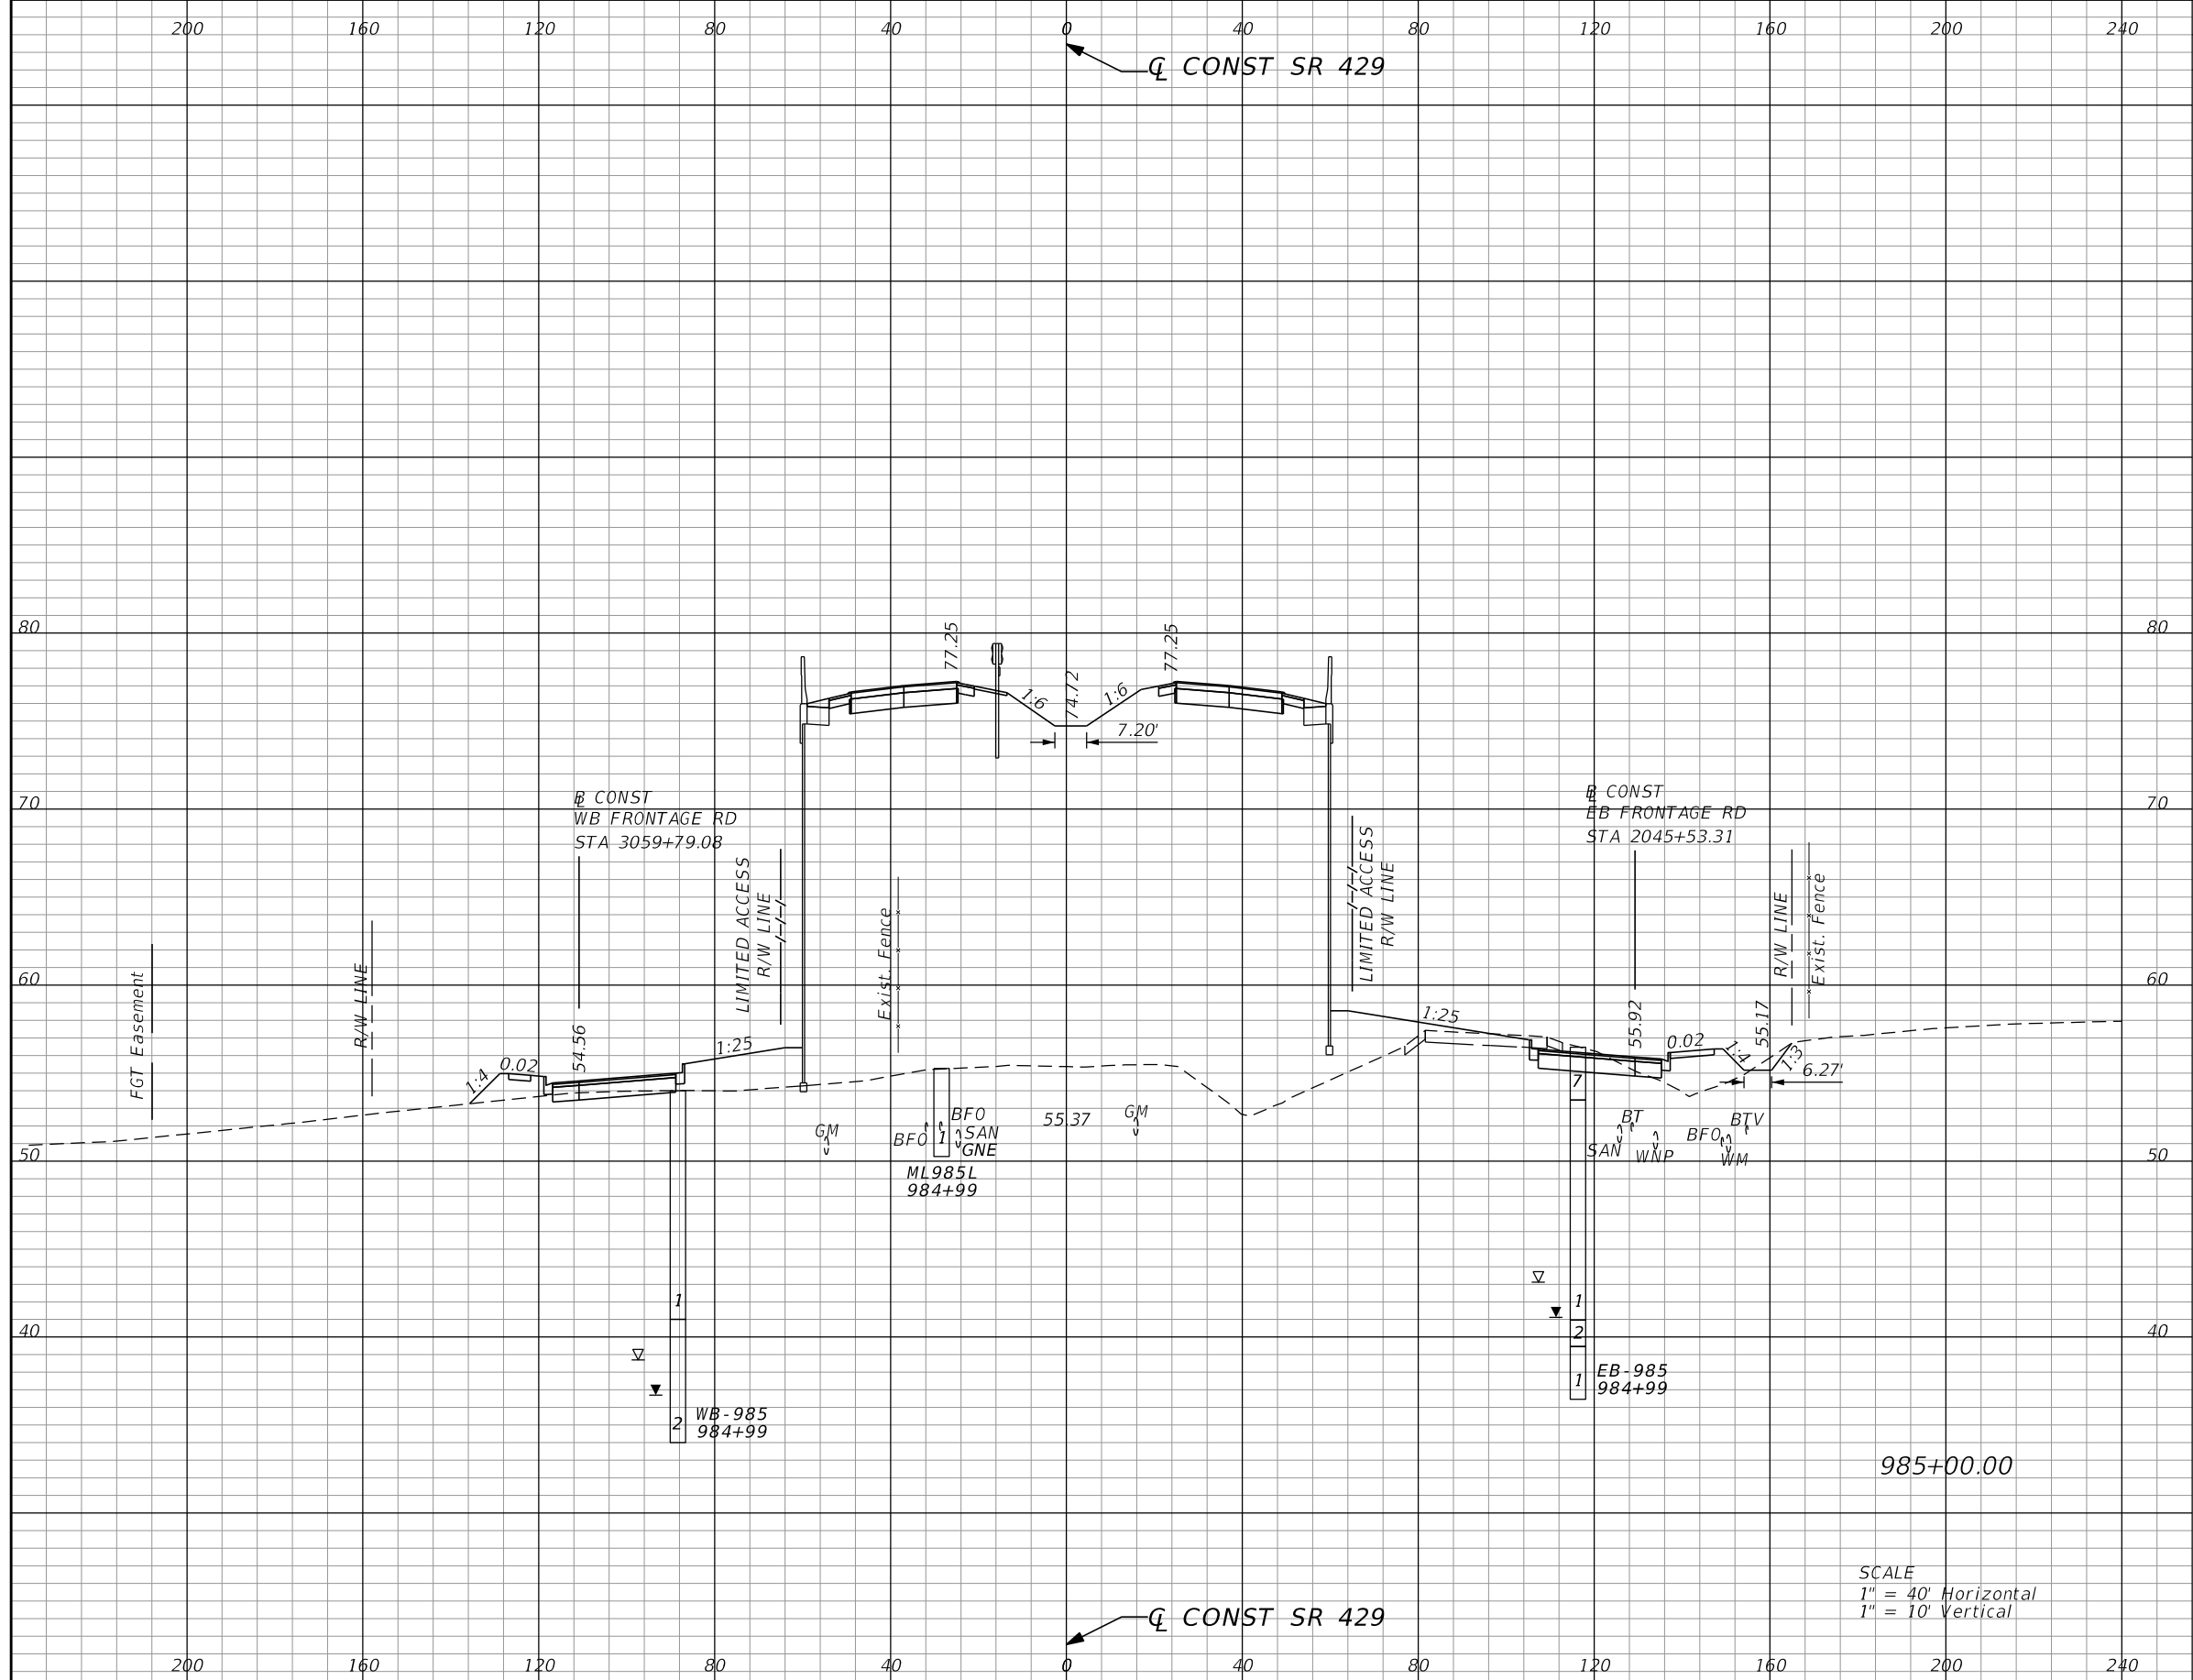 200 160 120 80 40 0 40 80 120 160 200 240
℄ CONST SR 429
80 80
77.25
77.25
74.72
1:6
1:6
7.20'
70 70
BL CONST
WB FRONTAGE RD
STA 3059+79.08
BL CONST
EB FRONTAGE RD
STA 2045+53.31
LIMITED ACCESS
R/W LINE
Exist. Fence
LIMITED ACCESS
R/W LINE
R/W LINE
Exist. Fence
60 60
FGT Easement
R/W LINE
54.56
1:4
0.02
1:25
1:25
55.92
0.02
1:4
55.17
1:3
6.27'
7
GM
BFO
1
BFO
SAN
GNE
55.37
GM
BT
SAN
WNP
BFO
BTV
WM
50 50
ML985L
984+99
1
1
40 40
2
2
1
EB-985
984+99
WB-985
984+99
985+00.00
SCALE
1" = 40' Horizontal
1" = 10' Vertical
℄ CONST SR 429
200 160 120 80 40 0 40 80 120 160 200 240